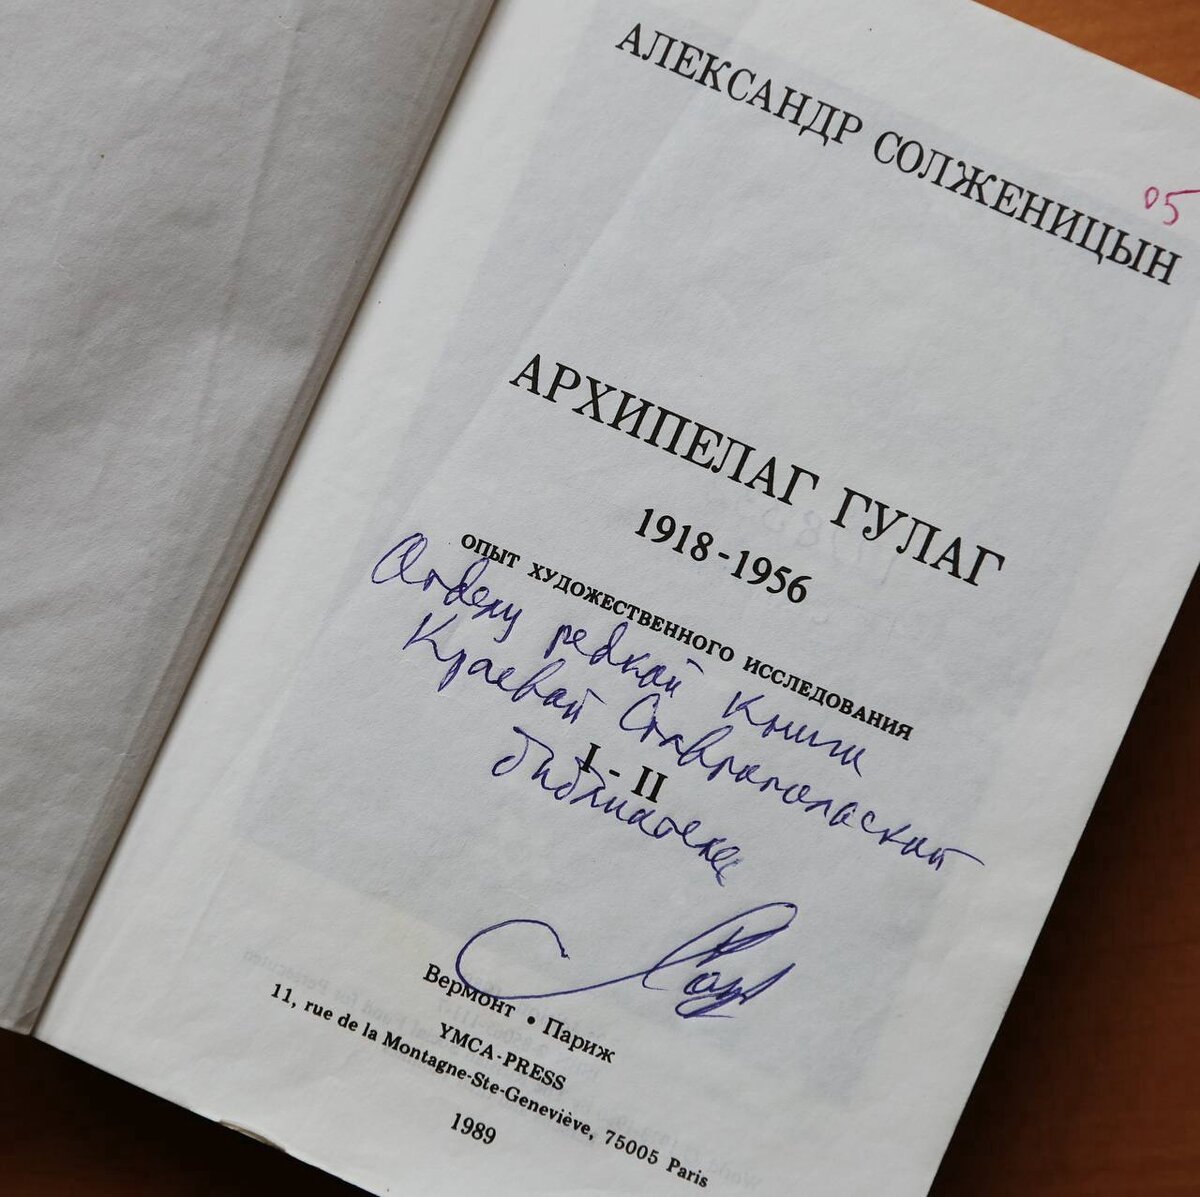 АЛЕКСАНДР СОЛЖЕНИЦЫН
05
АРХИПЕЛАГ ГУЛАГ
1918-1956
ОПЫТ ХУДОЖЕСТВЕННОГО ИССЛЕДОВАНИЯ
Отделу редкой книги
Краевой Ставропольской
I - II
библиотеке
Вермонт • Париж
YMCA-PRESS
11, rue de la Montagne-Ste-Geneviève, 75005 Paris
1989